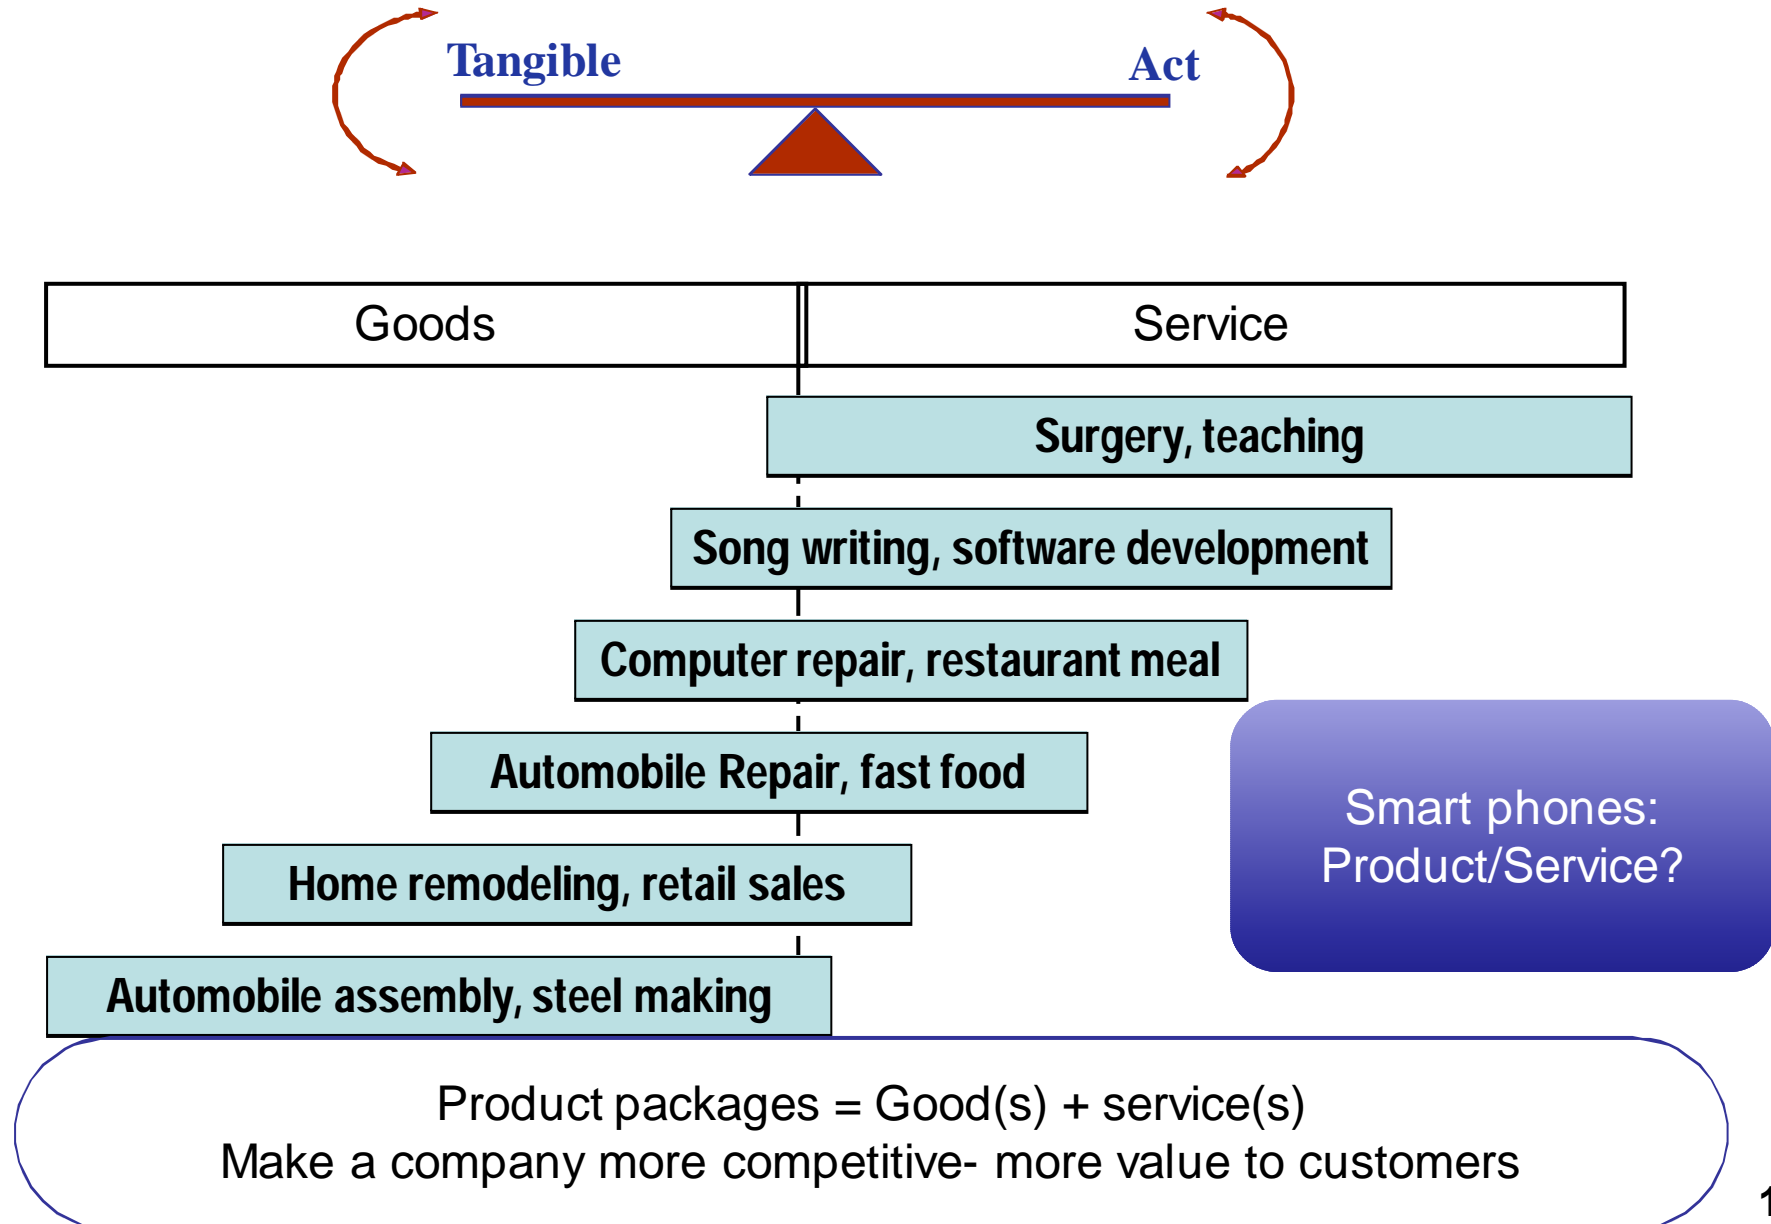 Tangible
Act
Goods
Service
Surgery, teaching
Song writing, software development
Computer repair, restaurant meal
Automobile Repair, fast food
Smart phones:
Product/Service?
Home remodeling, retail sales
Automobile assembly, steel making
Product packages = Good(s) + service(s)
Make a company more competitive- more value to customers